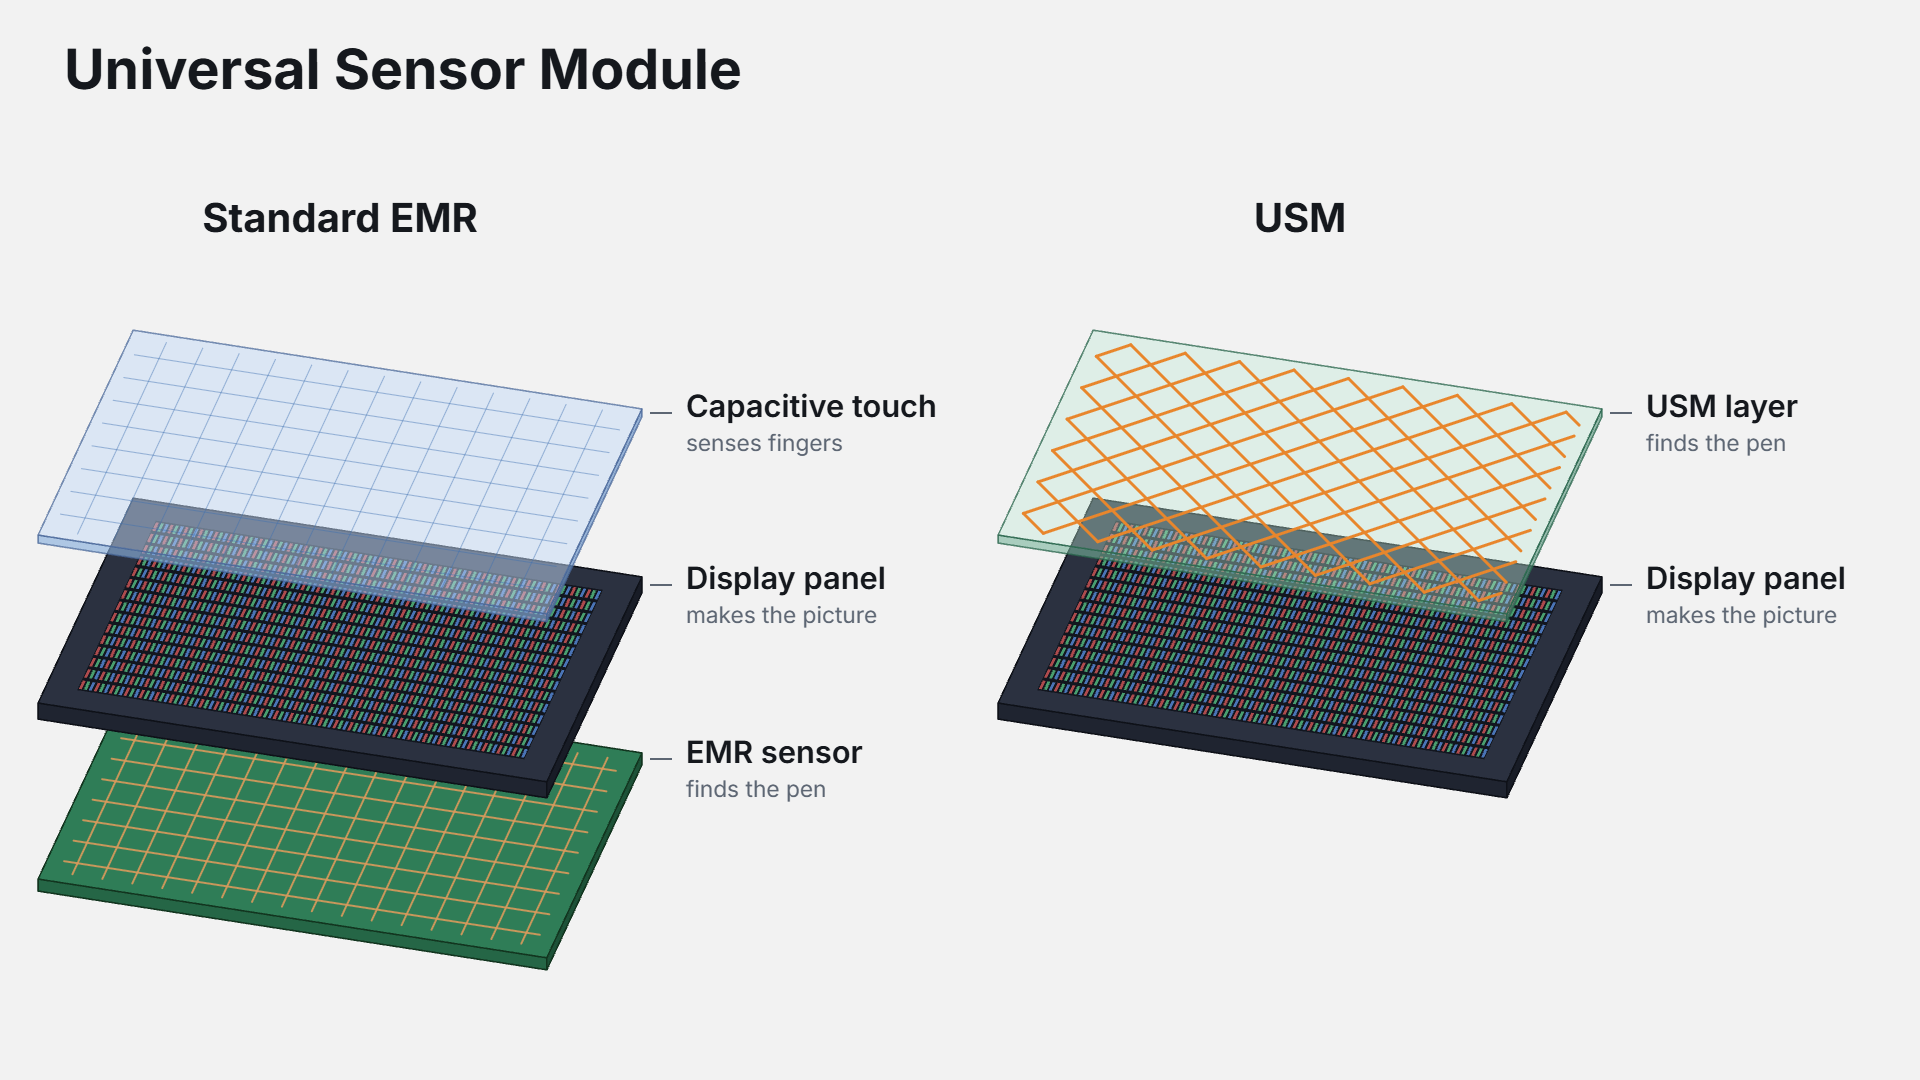 Universal Sensor Module
Standard EMR
Capacitive touch
senses fingers
Display panel
makes the picture
EMR sensor
finds the pen
USM
USM layer
finds the pen
Display panel
makes the picture